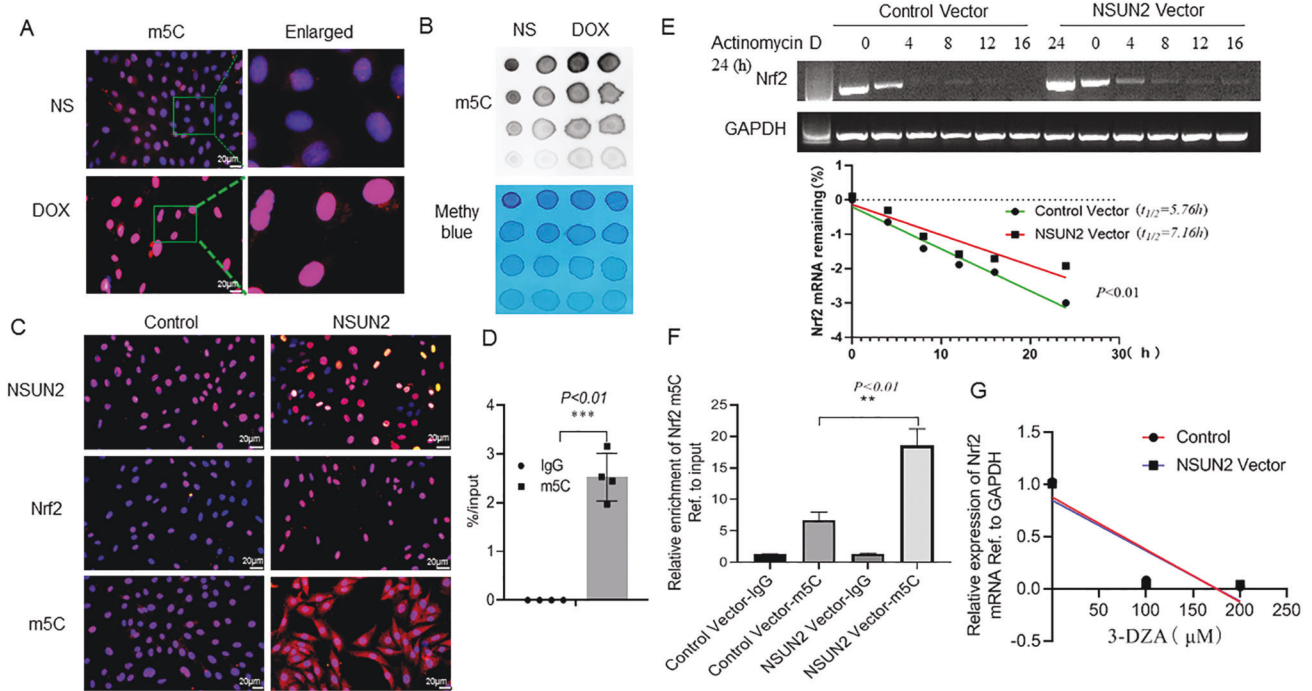 A
m5C
Enlarged
NS
20μm
DOX
20μm
B
NS
DOX
m5C
Methy
blue
C
Control
NSUN2
NSUN2
20μm
20μm
Nrf2
20μm
20μm
m5C
20μm
20μm
D
P<0.01
***
IgG
m5C
%/input
4
3
2
1
0
E
Control Vector
NSUN2 Vector
Actinomycin D 0 4 8 12 16 24 0 4 8 12 16
24 (h)
Nrf2
GAPDH
Nrf2 mRNA remaining(%)
1
0
-1
-2
-3
-4
0
10
20
30( h)
Control Vector (t1/2=5.76h)
NSUN2 Vector (t1/2=7.16h)
P<0.01
F
Relative enrichment of Nrf2 m5C
Ref. to input
P<0.01
**
25
20
15
10
5
0
Control Vector-IgG
Control Vector-m5C
NSUN2 Vector-IgG
NSUN2 Vector-m5C
G
Relative expression of Nrf2
mRNA Ref. to GAPDH
1.5
1.0
0.5
0.0
-0.5
50
100
150
200
250
Control
NSUN2 Vector
3-DZA( μM)